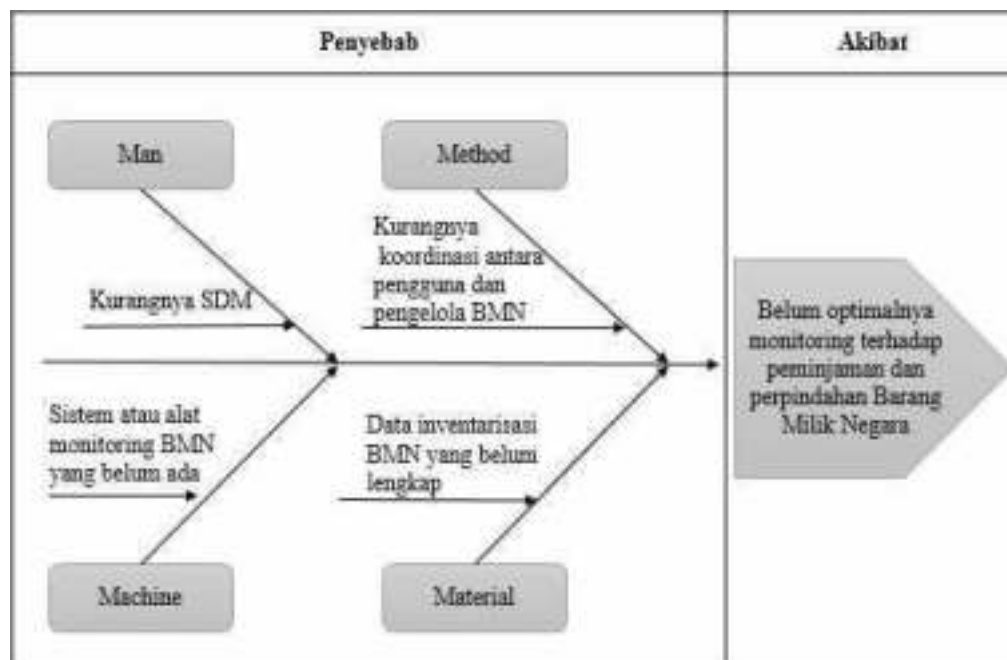 Penyebab
Akibat
Man
Method
Kurangnya SDM
Kurangnya
koordinasi antara
pengguna dan
pengelola BMN
Sistem atau alat
monitoring BMN
yang belum ada
Data inventarisasi
BMN yang belum
lengkap
Machine
Material
Belum optimalnya
monitoring terhadap
peminjaman dan
perpindahan Barang
Milik Negara